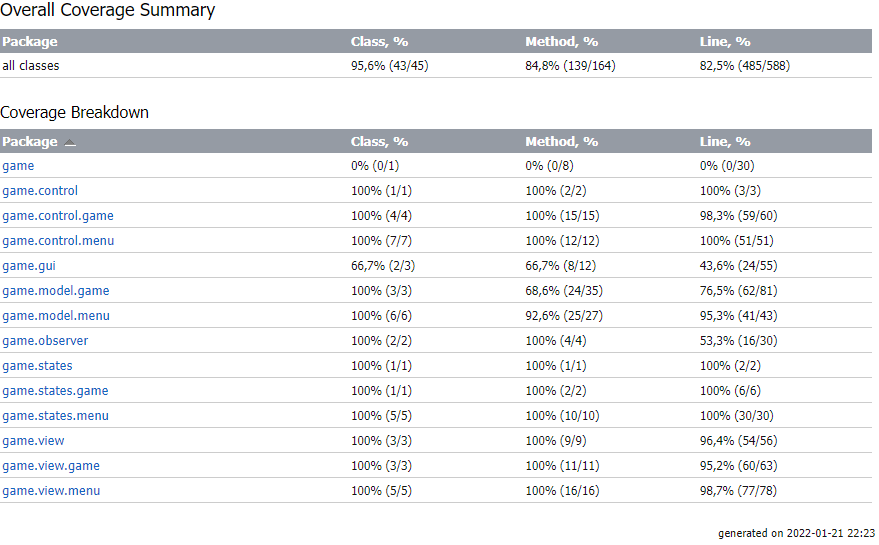 Overall Coverage Summary
Package Class, % Method, % Line, %
all classes 95,6% (43/45) 84,8% (139/164) 82,5% (485/588)
Coverage Breakdown
Package Class, % Method, % Line, %
game 0% (0/1) 0% (0/8) 0% (0/30)
game.control 100% (1/1) 100% (2/2) 100% (3/3)
game.control.game 100% (4/4) 100% (15/15) 98,3% (59/60)
game.control.menu 100% (7/7) 100% (12/12) 100% (51/51)
game.gui 66,7% (2/3) 66,7% (8/12) 43,6% (24/55)
game.model.game 100% (3/3) 68,6% (24/35) 76,5% (62/81)
game.model.menu 100% (6/6) 92,6% (25/27) 95,3% (41/43)
game.observer 100% (2/2) 100% (4/4) 53,3% (16/30)
game.states 100% (1/1) 100% (1/1) 100% (2/2)
game.states.game 100% (1/1) 100% (2/2) 100% (6/6)
game.states.menu 100% (5/5) 100% (10/10) 100% (30/30)
game.view 100% (3/3) 100% (9/9) 96,4% (54/56)
game.view.game 100% (3/3) 100% (11/11) 95,2% (60/63)
game.view.menu 100% (5/5) 100% (16/16) 98,7% (77/78)
generated on 2022-01-21 22:23